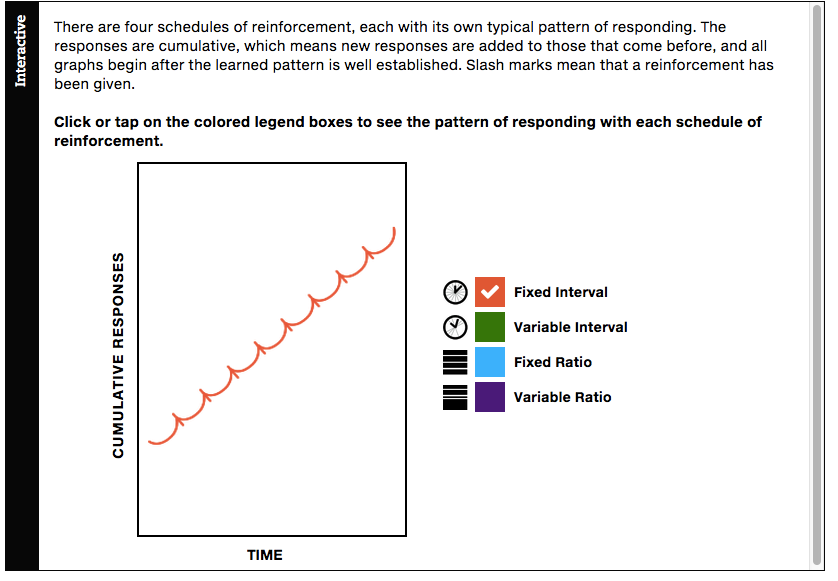 Interactive
There are four schedules of reinforcement, each with its own typical pattern of responding. The
responses are cumulative, which means new responses are added to those that come before, and all
graphs begin after the learned pattern is well established. Slash marks mean that a reinforcement has
been given.
Click or tap on the colored legend boxes to see the pattern of responding with each schedule of
reinforcement.
CUMULATIVE RESPONSES
TIME
Fixed Interval
Variable Interval
Fixed Ratio
Variable Ratio